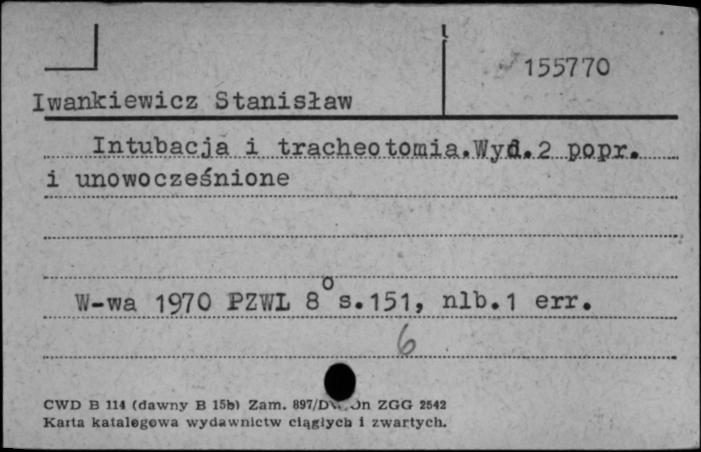 155770
Iwankiewicz Stanisław
Intubacja i tracheotomia.Wyd.2 popr.
i unowocześnione
W-wa 1970 PZWL 8° s.151, nlb.1 err.
6
CWD B 114 (dawny B 15b) Zam. ZGG 2542
Karta katalogowa wydawnictw ciągłych i zwartych.